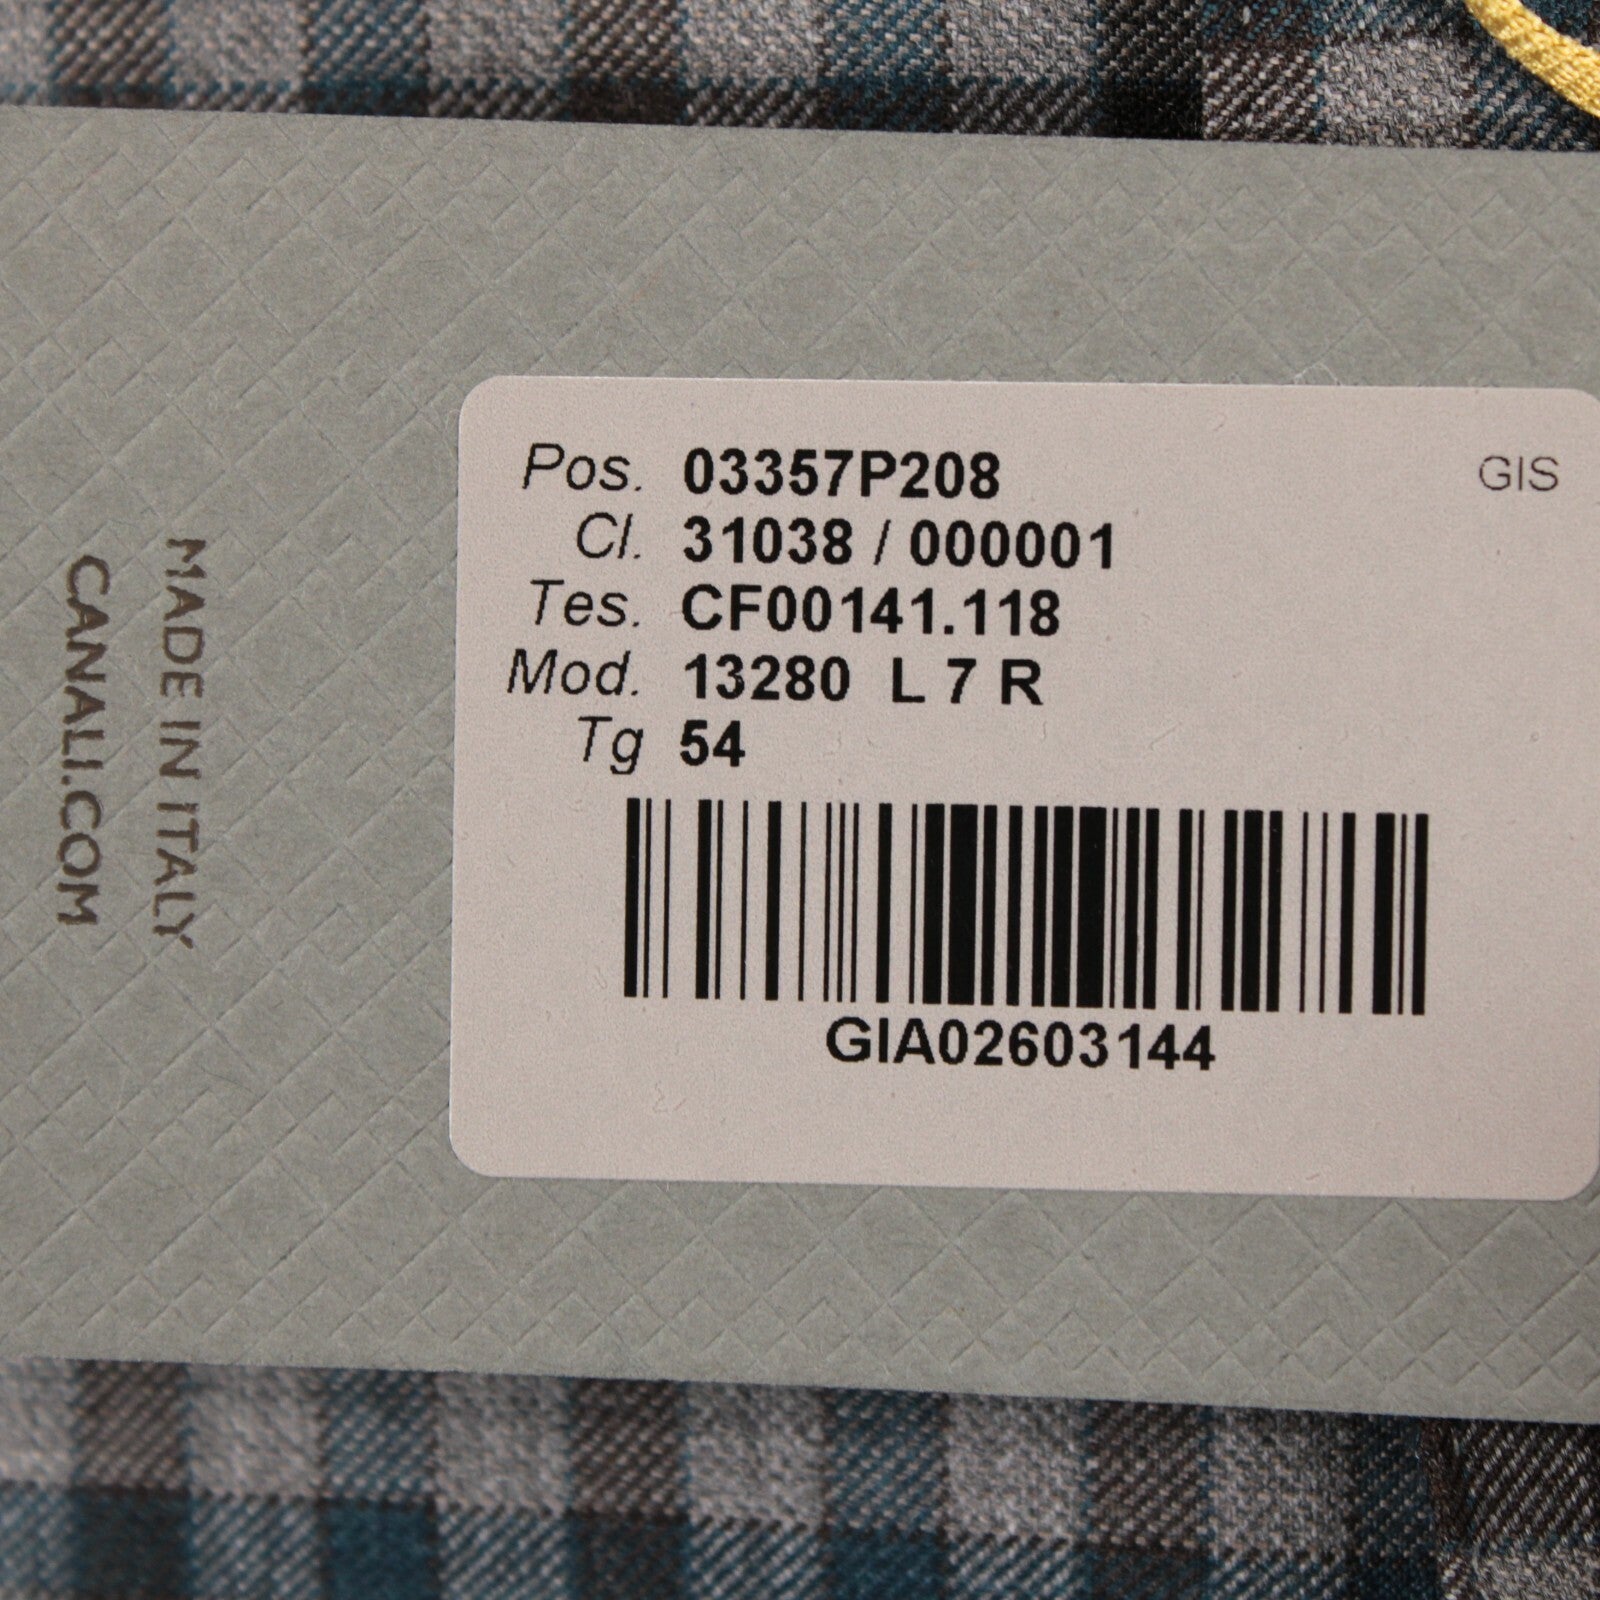 Pos. 03357P208
GIS
Cl. 31038 / 000001
Tes. CF00141.118
Mod. 13280 L 7 R
Tg 54
GIA02603144
MADE IN ITALY
CANALI.COM